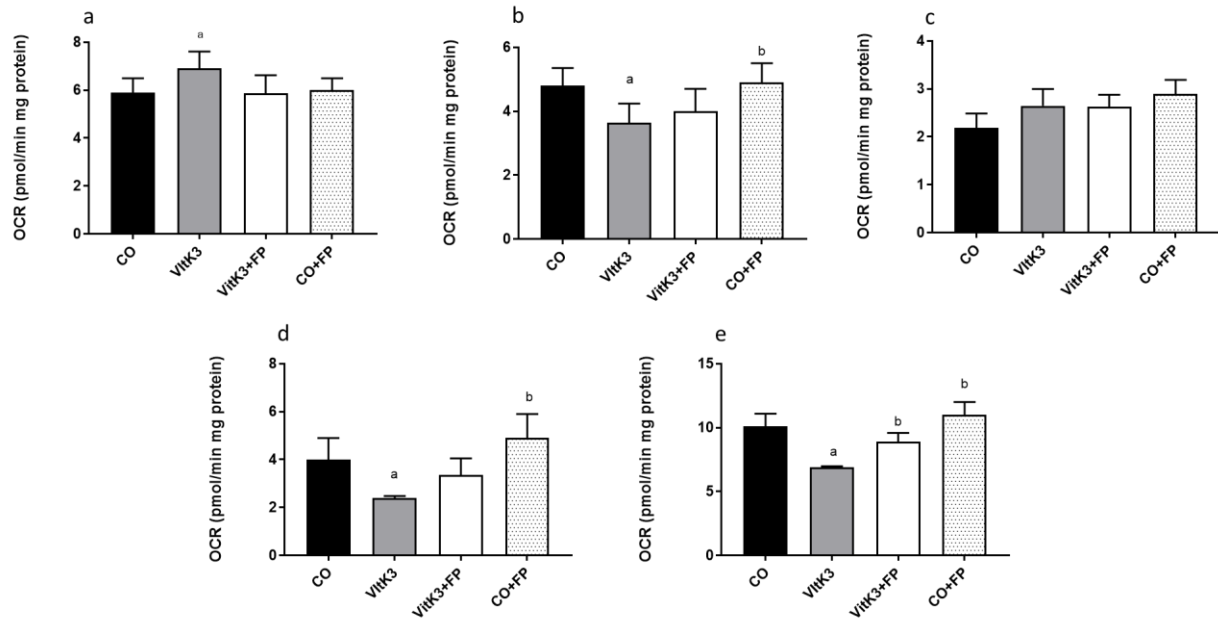 a
OCR (pmol/min mg protein)
8
6
4
2
0
a
CO
VItK3
VitK3+FP
CO+FP
b
OCR (pmol/min mg protein)
6
4
2
0
a
b
CO
VItK3
VitK3+FP
CO+FP
c
OCR (pmol/min mg protein)
4
3
2
1
0
CO
VItK3
VitK3+FP
CO+FP
d
OCR (pmol/min mg protein)
8
6
4
2
0
a
b
CO
VItK3
VitK3+FP
CO+FP
e
OCR (pmol/min mg protein)
15
10
5
0
a
b
b
CO
VItK3
VitK3+FP
CO+FP